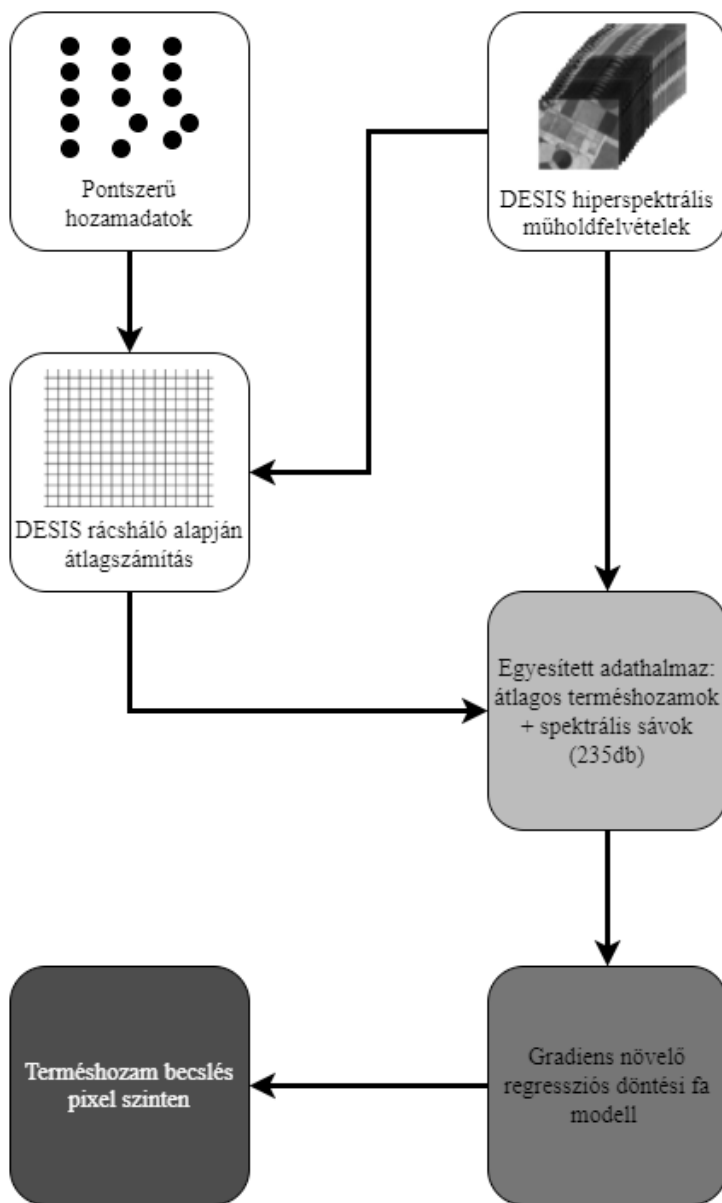 Pontszerű
hozamadatok
DESIS hiperspektrális
műholdfelvételek
DESIS rácsháló alapján
átlagszámítás
Egyesített adathalmaz:
átlagos terméshozamok
+ spektrális sávok
(235db)
Gradiens növelő
regressziós döntési fa
modell
Terméshozam becslés
pixel szinten